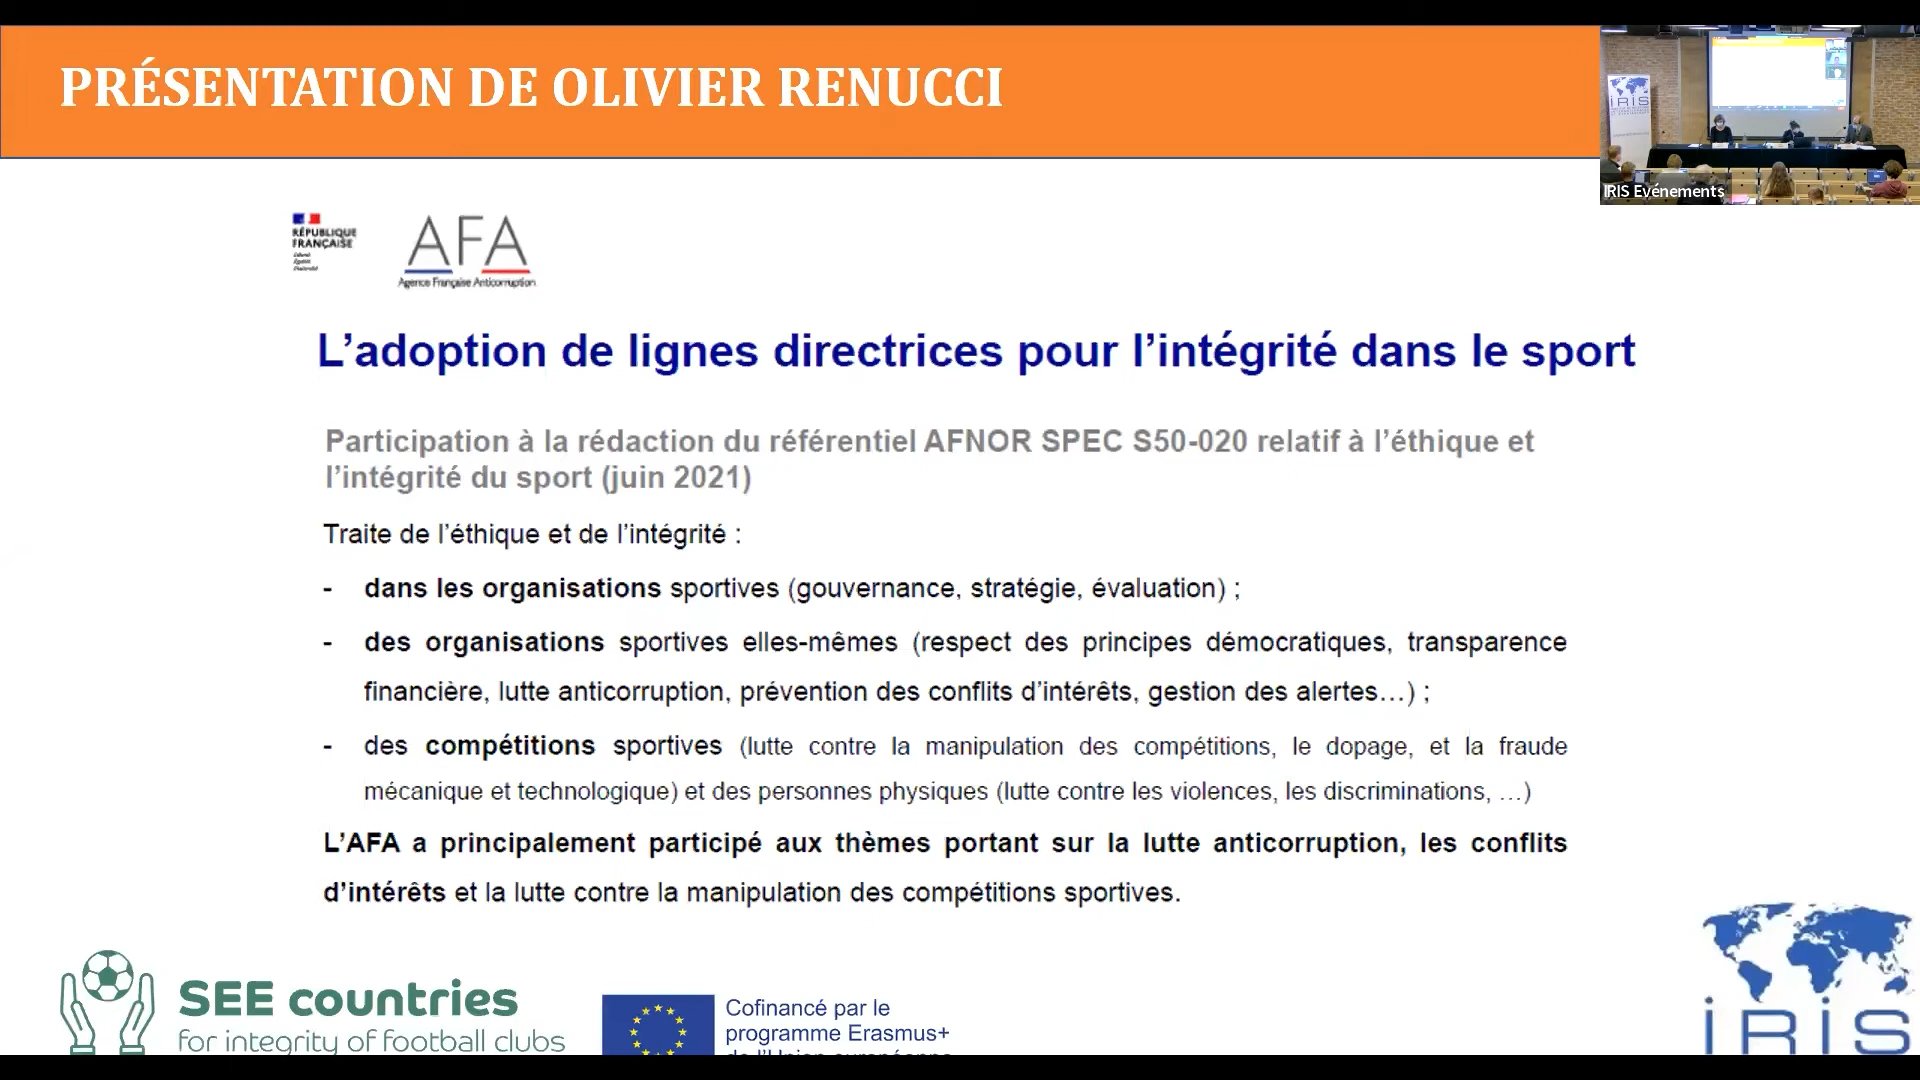 PRÉSENTATION DE OLIVIER RENUCCI
IRIS
IRIS Evénements
RÉPUBLIQUE
FRANÇAISE
Liberté
Égalité
Fraternité
AFA
Agence Française Anticorruption
L’adoption de lignes directrices pour l’intégrité dans le sport
Participation à la rédaction du référentiel AFNOR SPEC S50-020 relatif à l’éthique et
l’intégrité du sport (juin 2021)
Traite de l’éthique et de l’intégrité :
- dans les organisations sportives (gouvernance, stratégie, évaluation) ;
- des organisations sportives elles-mêmes (respect des principes démocratiques, transparence
financière, lutte anticorruption, prévention des conflits d’intérêts, gestion des alertes…) ;
- des compétitions sportives (lutte contre la manipulation des compétitions, le dopage, et la fraude
mécanique et technologique) et des personnes physiques (lutte contre les violences, les discriminations, …)
L’AFA a principalement participé aux thèmes portant sur la lutte anticorruption, les conflits
d’intérêts et la lutte contre la manipulation des compétitions sportives.
SEE countries
for integrity of football clubs
Cofinancé par le
programme Erasmus+
de l’Union européenne
IRIS